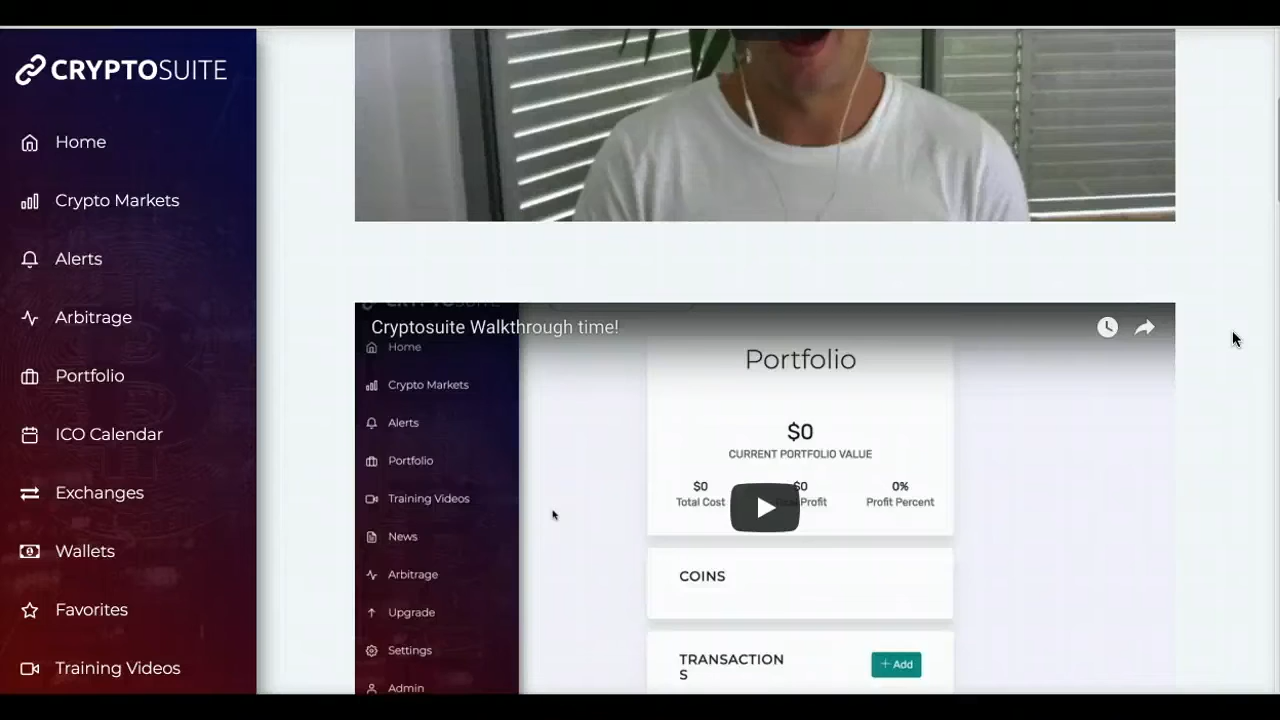 CRYPTOSUITE
Home
Crypto Markets
Alerts
Arbitrage
Portfolio
ICO Calendar
Exchanges
Wallets
Favorites
Training Videos
Cryptosuite Walkthrough time!
Home
Crypto Markets
Alerts
Portfolio
Training Videos
News
Arbitrage
Upgrade
Settings
Admin
Portfolio
$0
CURRENT PORTFOLIO VALUE
$0 $0 0%
Total Cost Profit Profit Percent
COINS
TRANSACTION
S
+ Add